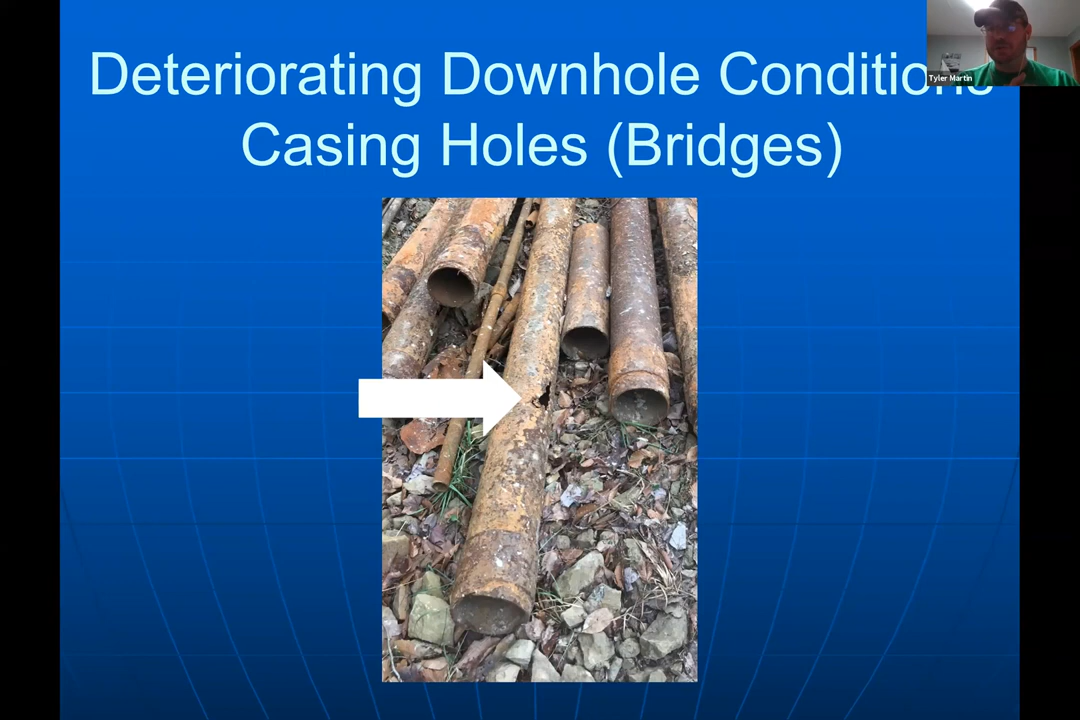 Deteriorating Downhole Conditions
Casing Holes (Bridges)
Tyler Martin